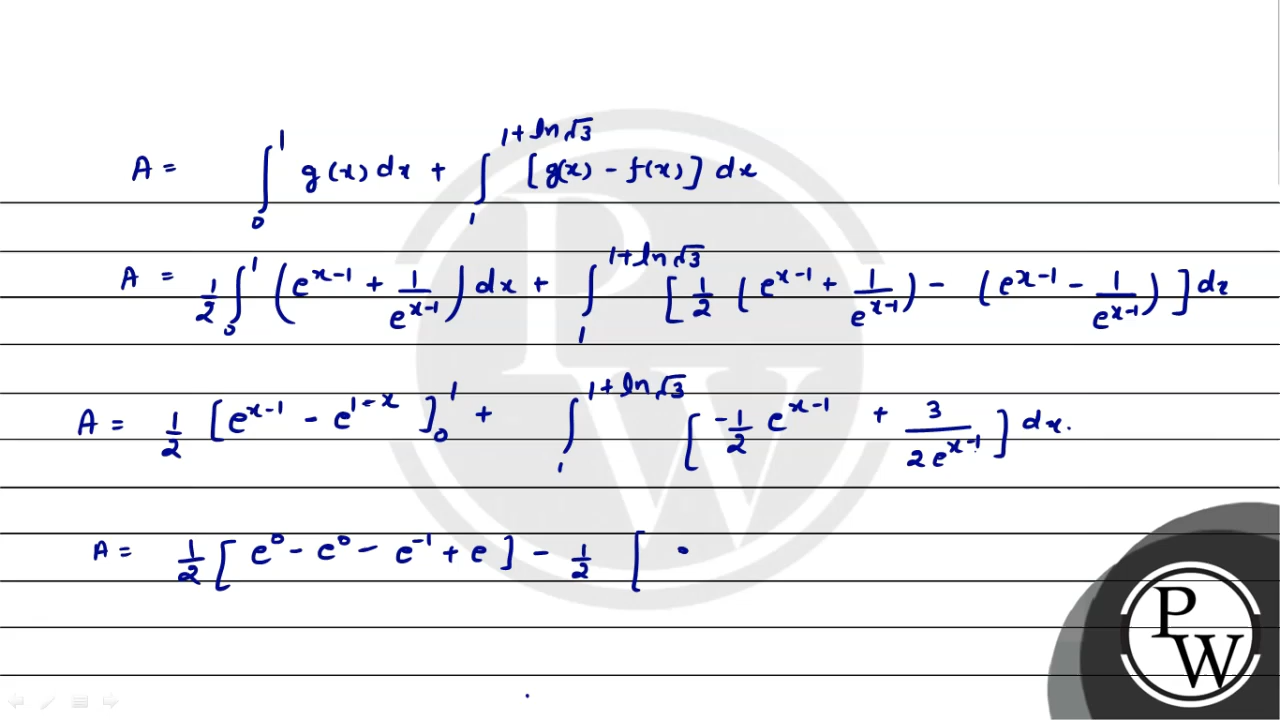 A = ∫₀¹ g(x) dx + ∫₁^(1+ln√3) [g(x) − f(x)] dx
A = 1/2 ∫₀¹ (e^(x−1) + 1/e^(x−1)) dx + ∫₁^(1+ln√3) [1/2 (e^(x−1) + 1/e^(x−1)) − (e^(x−1) − 1/e^(x−1))] dx
A = 1/2 [e^(x−1) − e^(1−x)]₀¹ + ∫₁^(1+ln√3) [−1/2 e^(x−1) + 3/(2e^(x−1))] dx.
A = 1/2 [e⁰ − e⁰ − e^(−1) + e] − 1/2 [
PW
PW